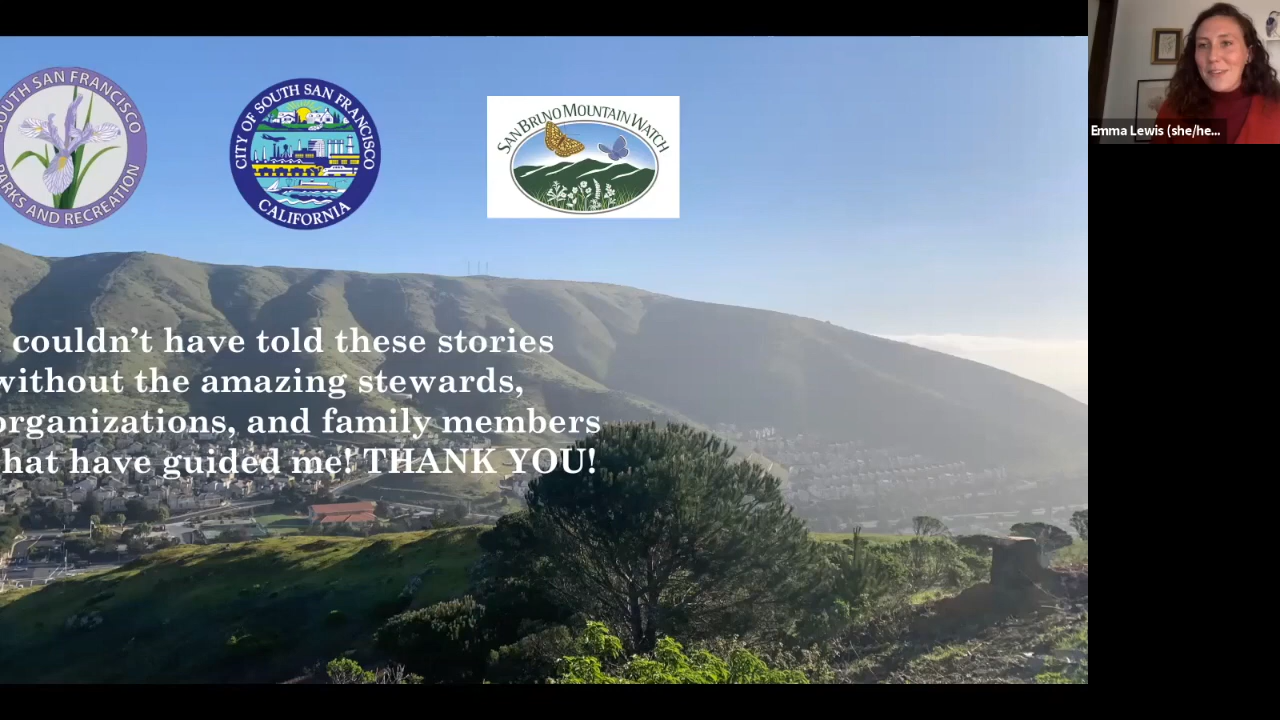 SOUTH SAN FRANCISCO
PARKS AND RECREATION
CITY OF SOUTH SAN FRANCISCO
CALIFORNIA
SAN BRUNO MOUNTAIN WATCH
Emma Lewis (she/he...
couldn't have told these stories
without the amazing stewards,
organizations, and family members
hat have guided me! THANK YOU!